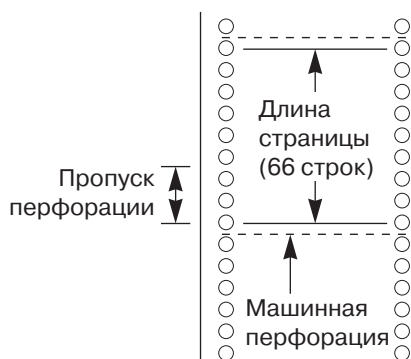 Длина
страницы
(66 строк)
Пропуск
перфорации
Машинная
перфорация